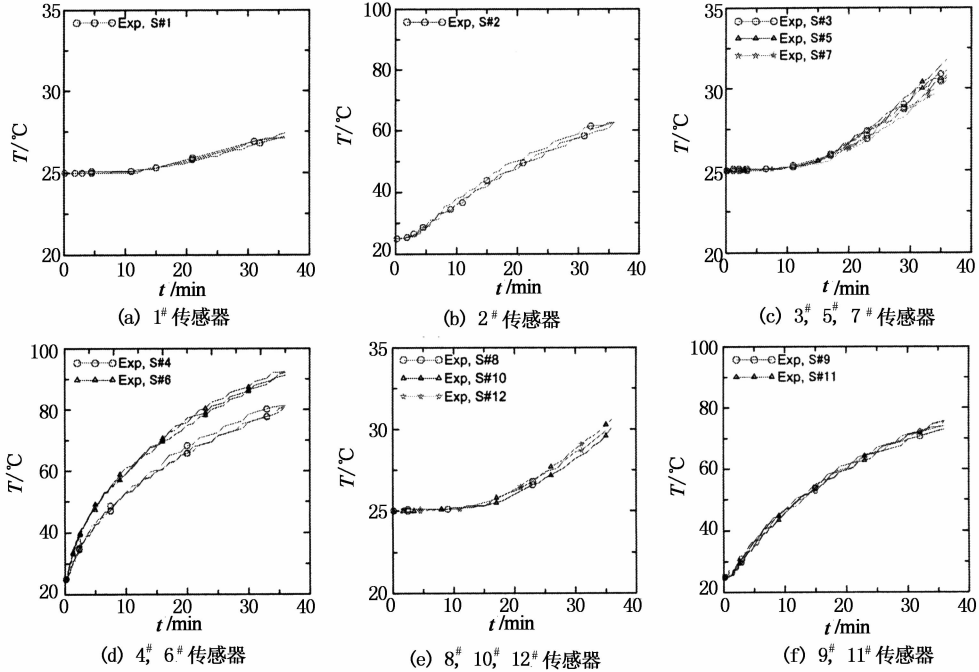 35
Exp, S#1
30
T/℃
25
20
0 10 20 30 40
t/min
(a) 1# 传感器
100
Exp, S#2
80
T/℃
60
40
20
0 10 20 30 40
t/min
(b) 2# 传感器
35
Exp, S#3
Exp, S#5
Exp, S#7
30
T/℃
25
20
0 10 20 30 40
t/min
(c) 3#, 5#, 7# 传感器
100
Exp, S#4
Exp, S#6
80
T/℃
60
40
20
0 10 20 30 40
t/min
(d) 4#, 6# 传感器
35
Exp, S#8
Exp, S#10
Exp, S#12
30
T/℃
25
20
0 10 20 30 40
t/min
(e) 8#, 10#, 12# 传感器
100
Exp, S#9
Exp, S#11
80
T/℃
60
40
20
0 10 20 30 40
t/min
(f) 9#, 11# 传感器